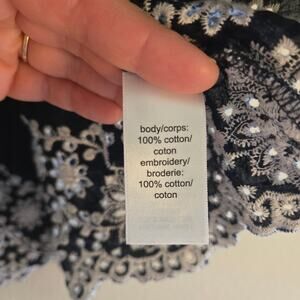 body/corps:
100% cotton/
coton
embroidery/
broderie:
100% cotton/
coton